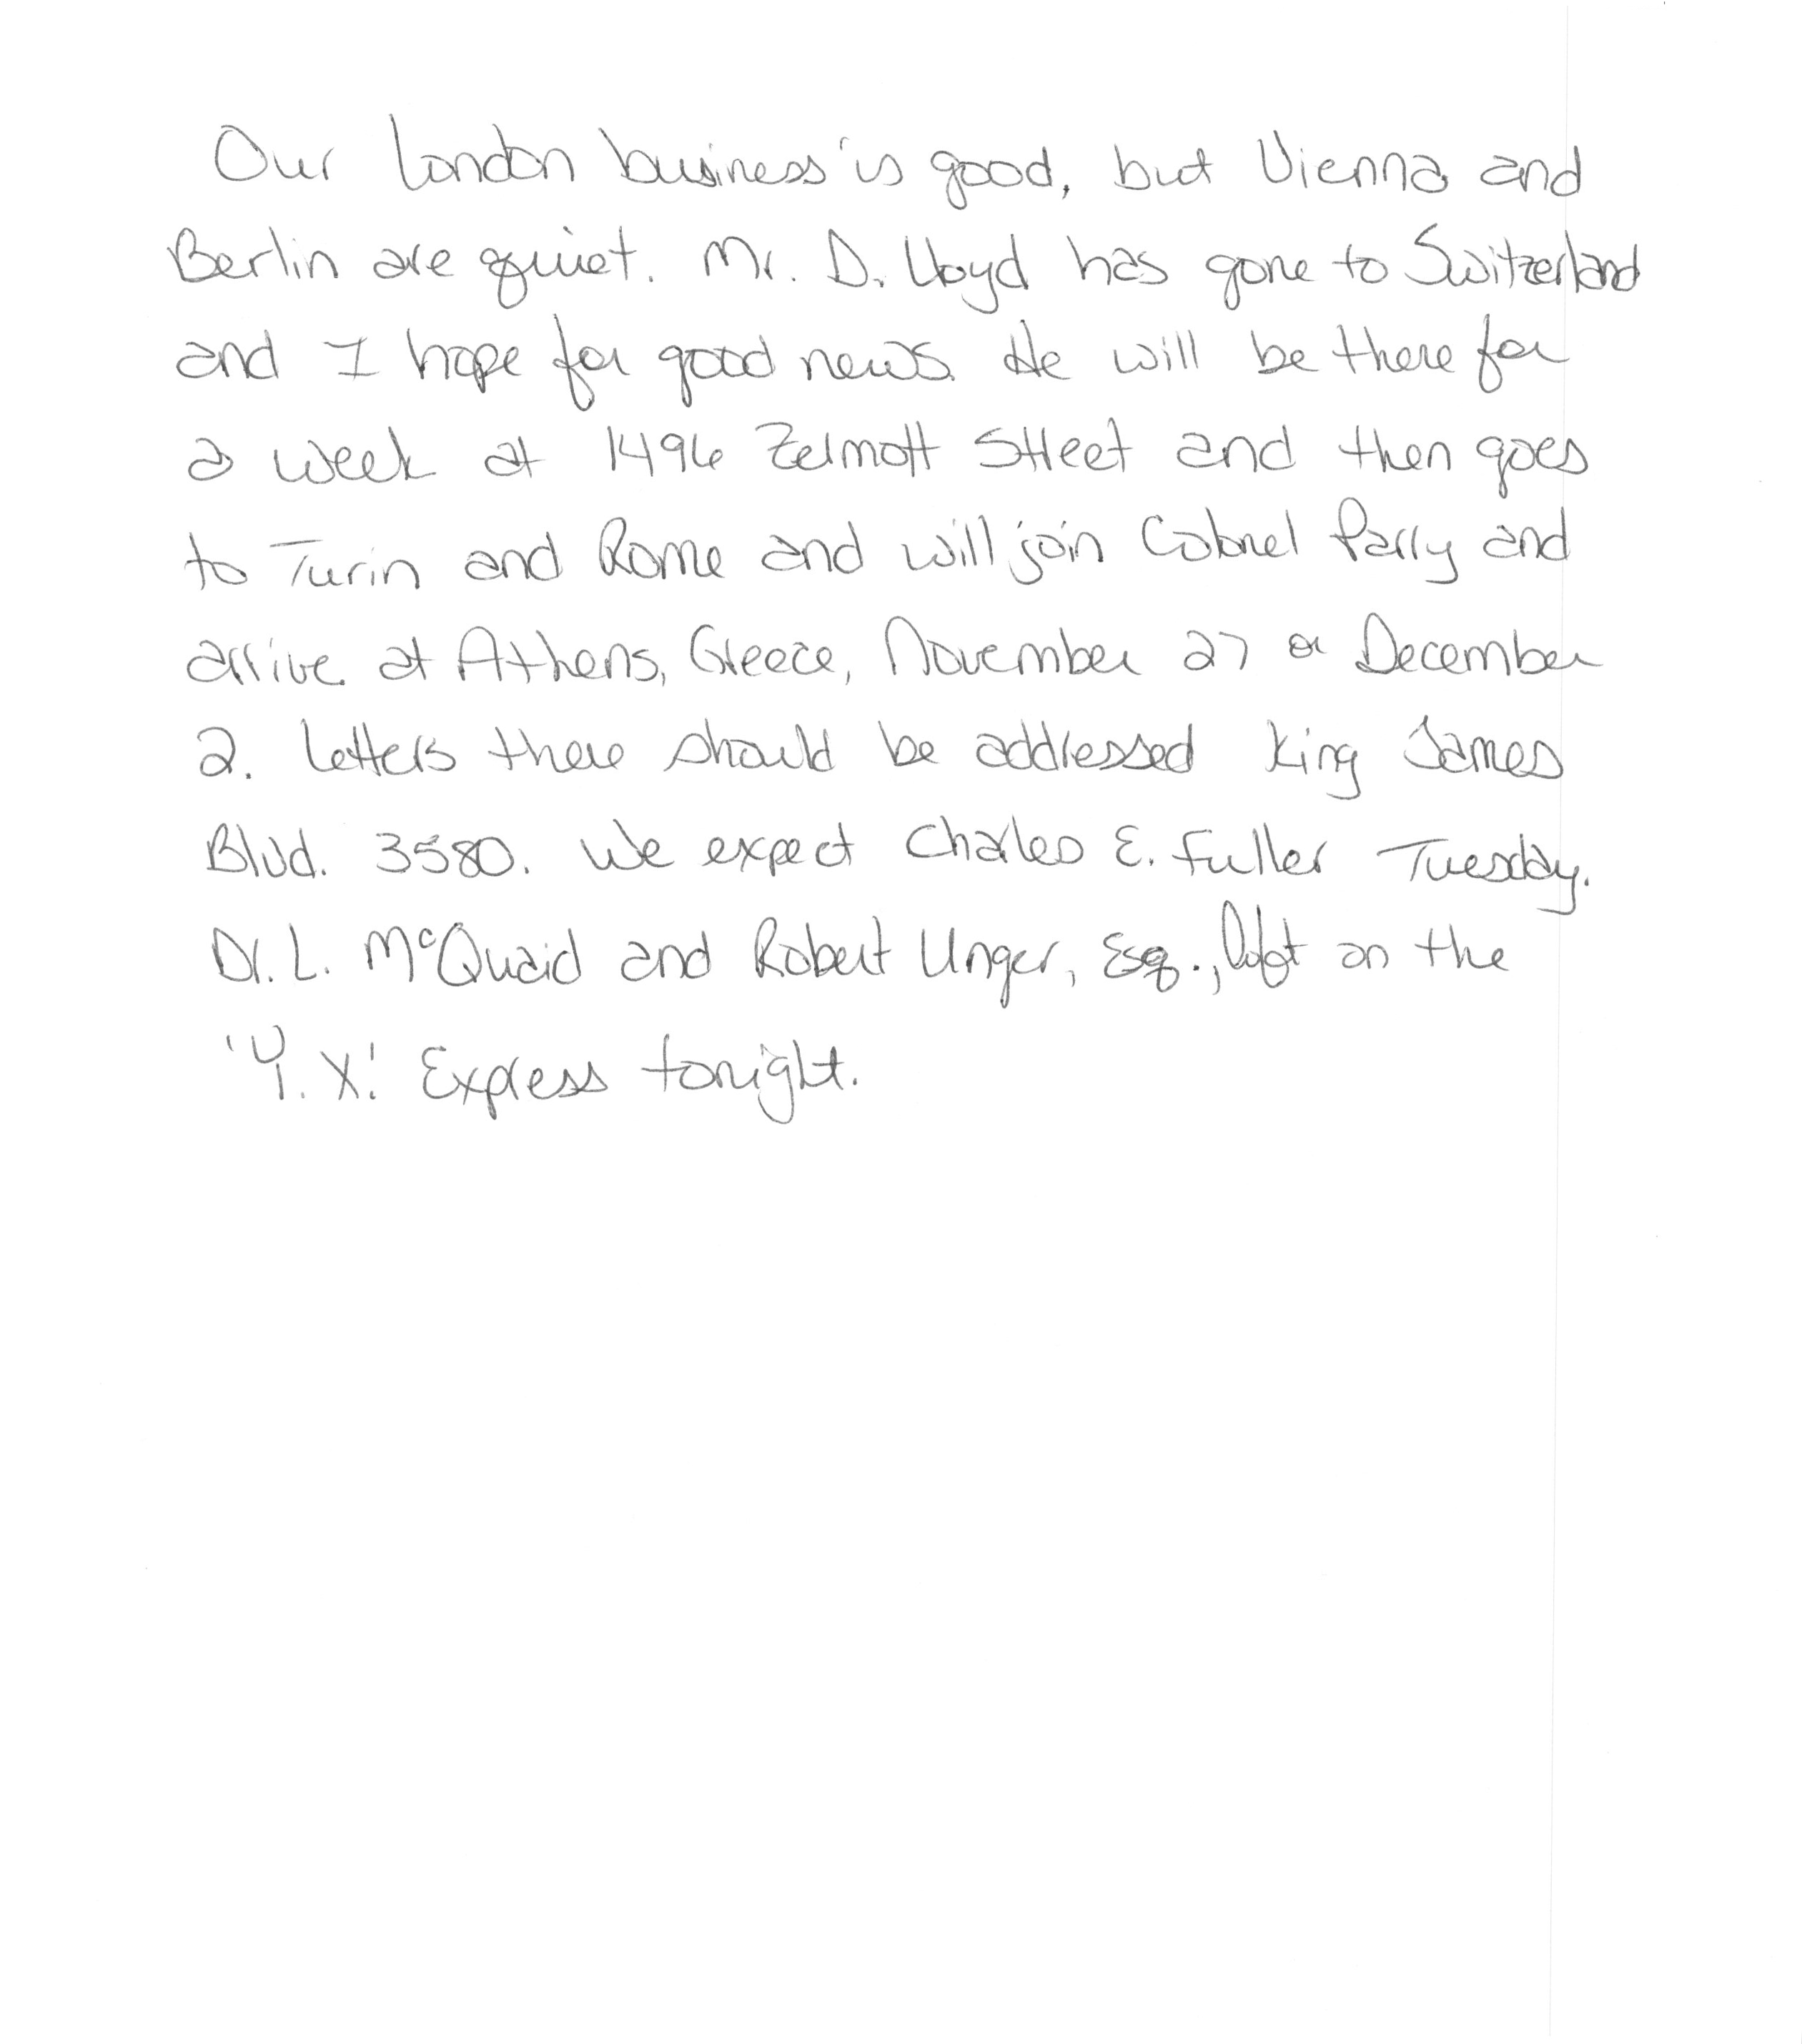 Our London business is good, but Vienna and
Berlin are quiet. Mr. D. Lloyd has gone to Switzerland
and I hope for good news. He will be there for
a week at 1496 Zelmott Street and then goes
to Turin and Rome and will join Colonel Parry and
arrive at Athens, Greece, November 27 or December
2. Letters there should be addressed King James
Blvd. 3580. We expect Charles E. Fuller Tuesday.
Dr. L. McQuaid and Robert Unger, Esq., left on the
'Y. X.' Express tonight.